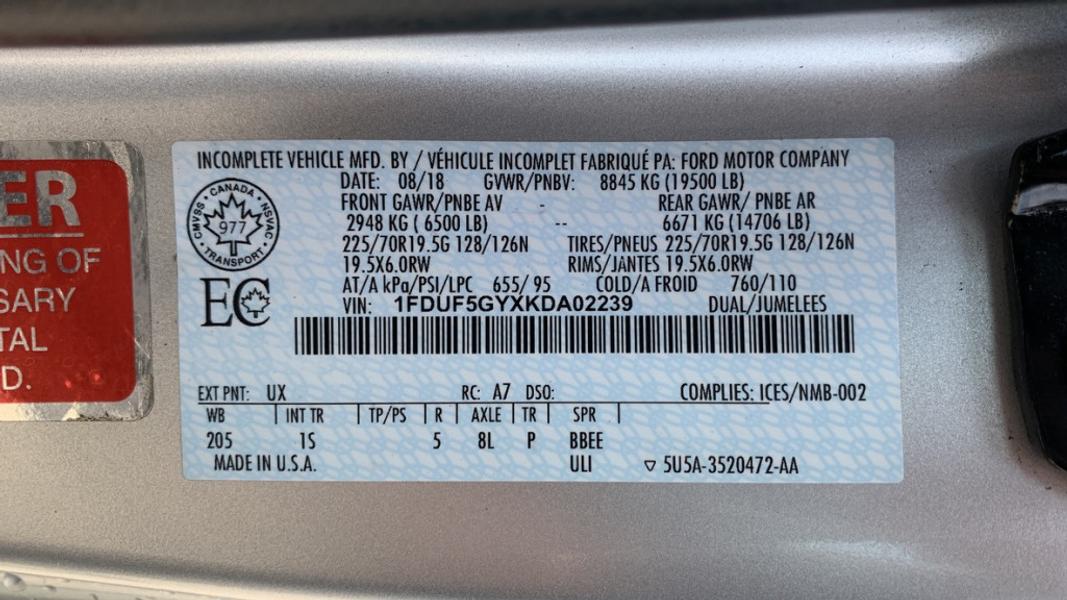 ER
NG OF
SARY
TAL
D.
INCOMPLETE VEHICLE MFD. BY / VÉHICULE INCOMPLET FABRIQUÉ PA: FORD MOTOR COMPANY
DATE: 08/18 GVWR/PNBV: 8845 KG (19500 LB)
FRONT GAWR/PNBE AV - REAR GAWR/ PNBE AR
2948 KG ( 6500 LB) -- 6671 KG (14706 LB)
225/70R19.5G 128/126N TIRES/PNEUS 225/70R19.5G 128/126N
19.5X6.0RW RIMS/JANTES 19.5X6.0RW
AT/A kPa/PSI/LPC 655/ 95 COLD/A FROID 760/110
VIN: 1FDUF5GYXKDA02239 DUAL/JUMELEES
CANADA
CMVSS 977 NSVAC
TRANSPORT
EC
EXT PNT: UX RC: A7 DSO: COMPLIES: ICES/NMB-002
WB | INT TR | TP/PS | R | AXLE | TR | SPR |
205 1S 5 8L P BBEE
MADE IN U.S.A. ULI ▽ 5U5A-3520472-AA